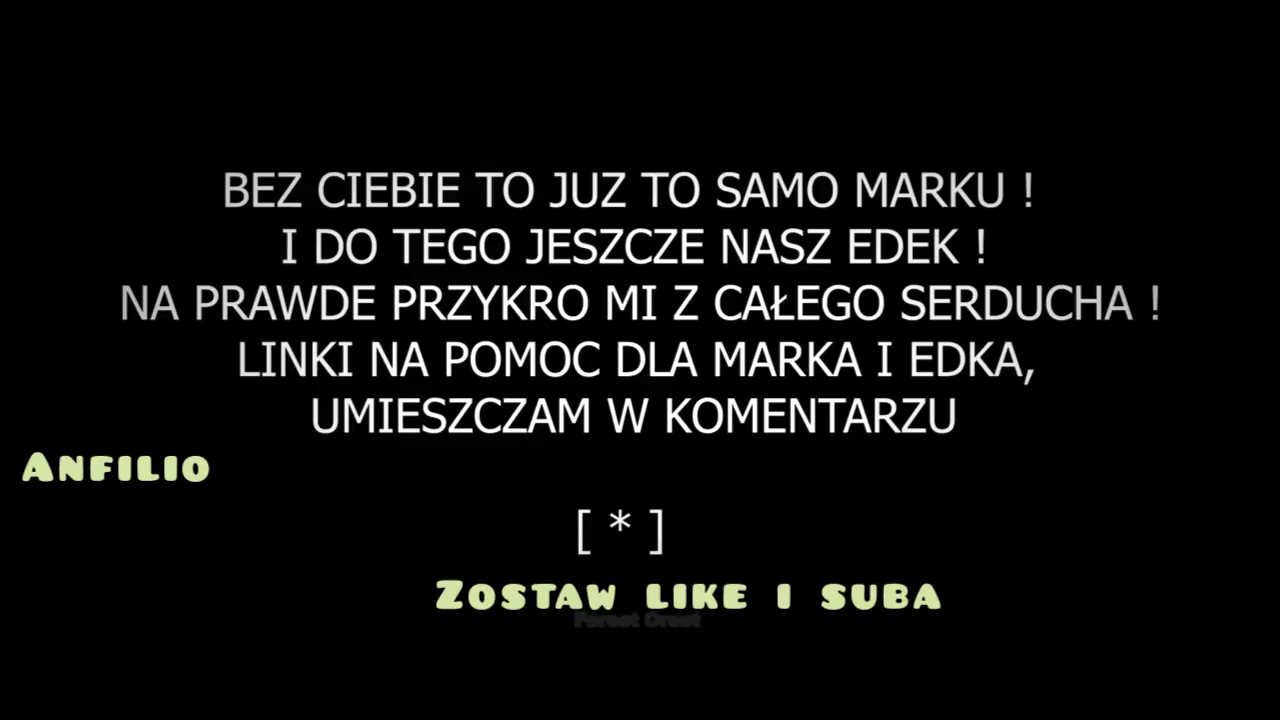 BEZ CIEBIE TO JUZ TO SAMO MARKU !
I DO TEGO JESZCZE NASZ EDEK !
NA PRAWDE PRZYKRO MI Z CAŁEGO SERDUCHA !
LINKI NA POMOC DLA MARKA I EDKA,
UMIESZCZAM W KOMENTARZU
ANFILIO
[ * ]
ZOSTAW LIKE I SUBA